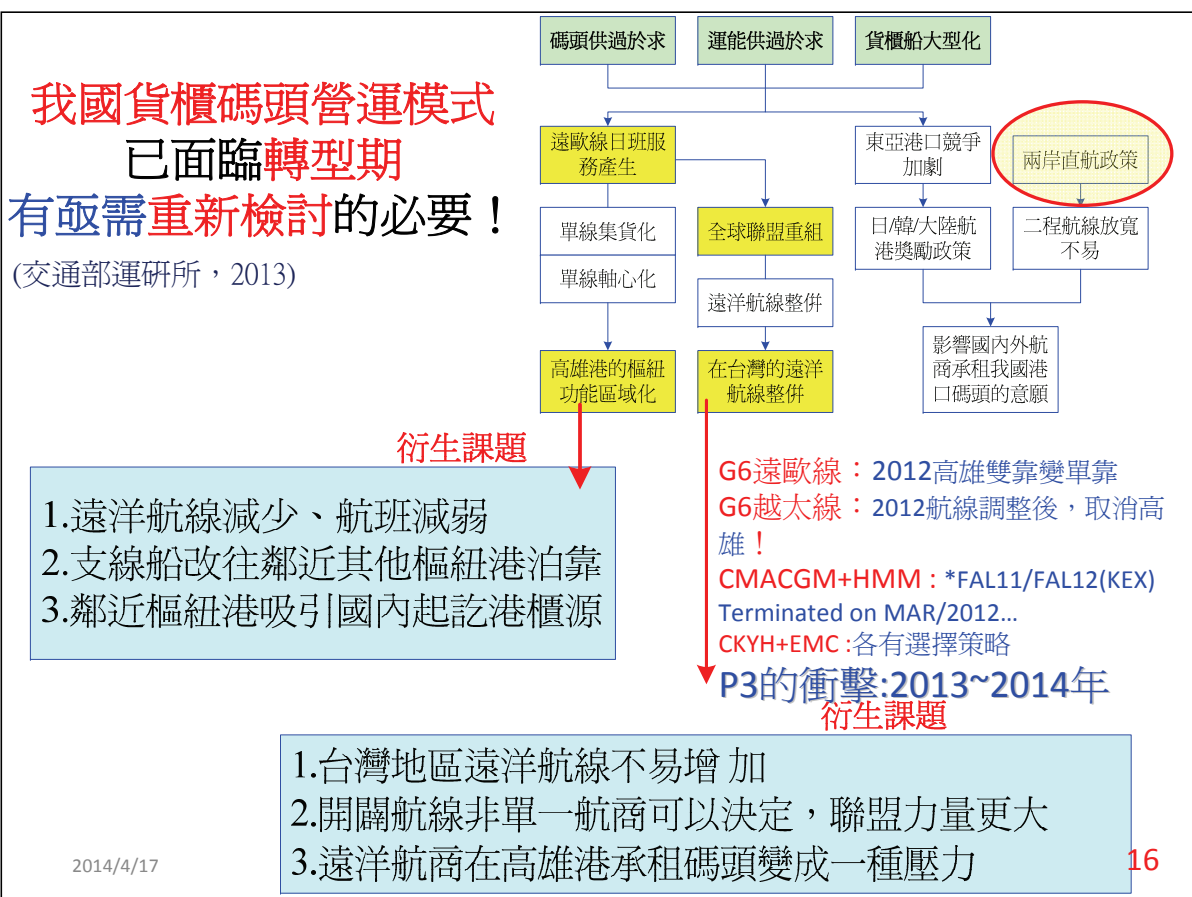 我國貨櫃碼頭營運模式
已面臨轉型期
有亟需重新檢討的必要！
(交通部運研所，2013)
碼頭供過於求
運能供過於求
貨櫃船大型化
遠歐線日班服
務產生
東亞港口競爭
加劇
兩岸直航政策
單線集貨化
單線軸心化
全球聯盟重組
遠洋航線整併
日/韓/大陸航
港獎勵政策
二程航線放寬
不易
高雄港的樞紐
功能區域化
在台灣的遠洋
航線整併
影響國內外航
商承租我國港
口碼頭的意願
衍生課題
1.遠洋航線減少、航班減弱
2.支線船改往鄰近其他樞紐港泊靠
3.鄰近樞紐港吸引國內起訖港櫃源
G6遠歐線：2012高雄雙靠變單靠
G6越太線：2012航線調整後，取消高
雄！
CMACGM+HMM : *FAL11/FAL12(KEX)
Terminated on MAR/2012…
CKYH+EMC :各有選擇策略
P3的衝擊:2013~2014年
衍生課題
1.台灣地區遠洋航線不易增 加
2.開闢航線非單一航商可以決定，聯盟力量更大
3.遠洋航商在高雄港承租碼頭變成一種壓力
2014/4/17
16